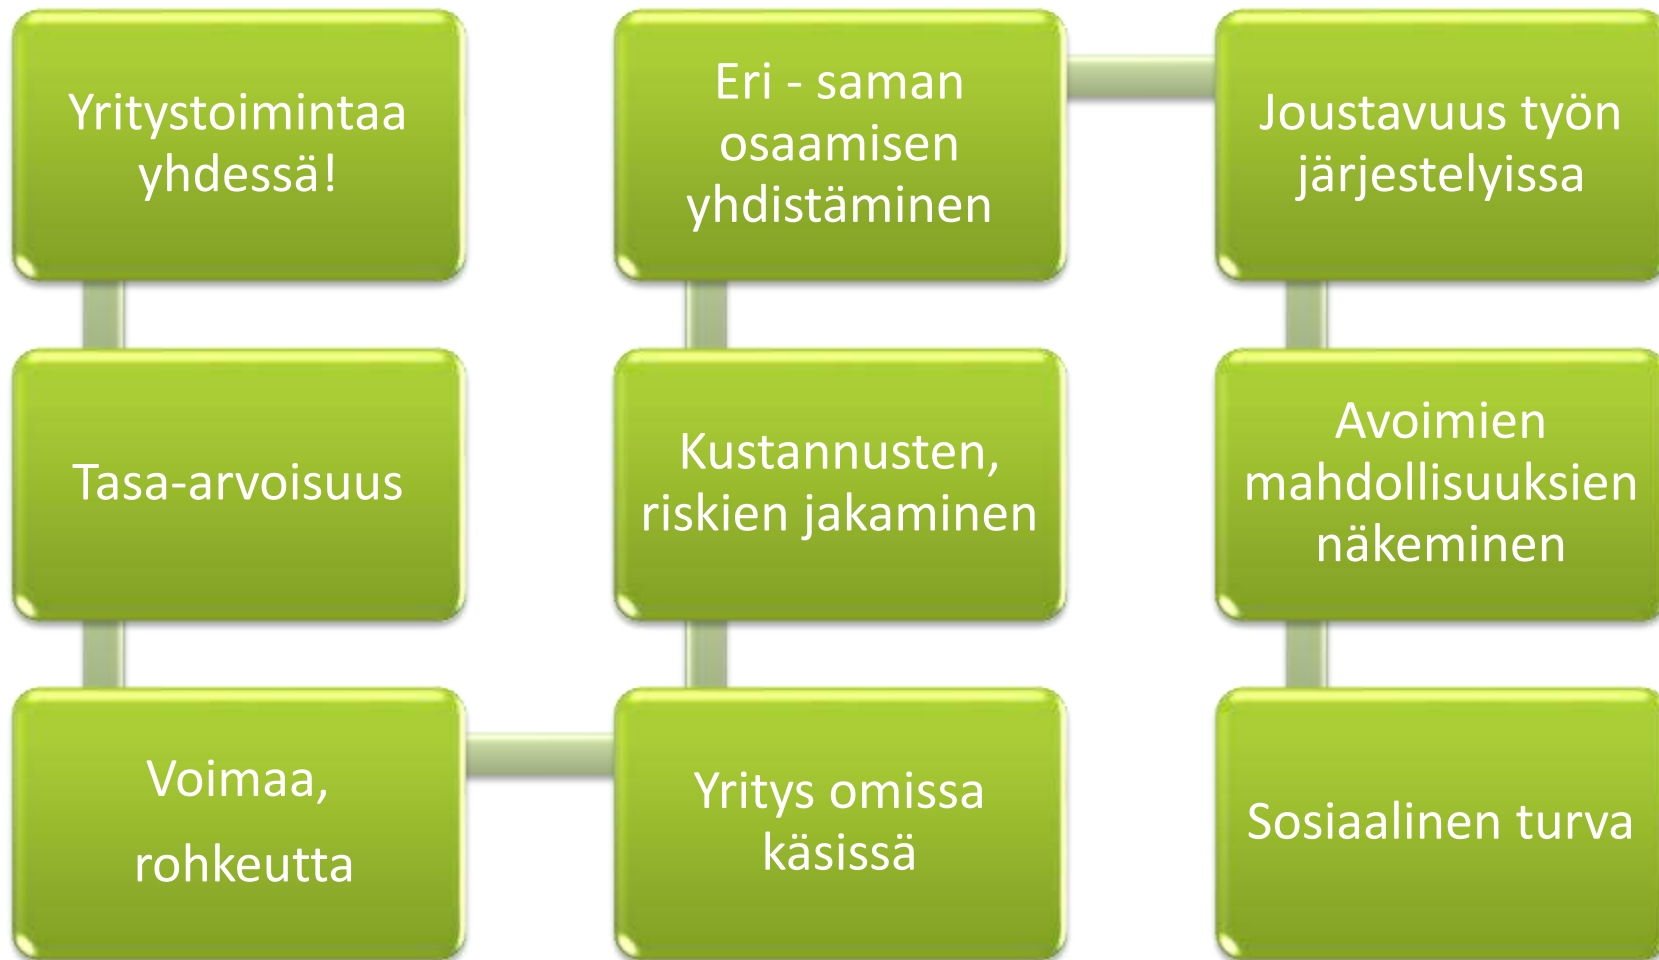 Yritystoimintaa
yhdessä!
Tasa-arvoisuus
Voimaa,
rohkeutta
Yritys omissa
käsissä
Kustannusten,
riskien jakaminen
Eri - saman
osaamisen
yhdistäminen
Joustavuus työn
järjestelyissa
Avoimien
mahdollisuuksien
näkeminen
Sosiaalinen turva